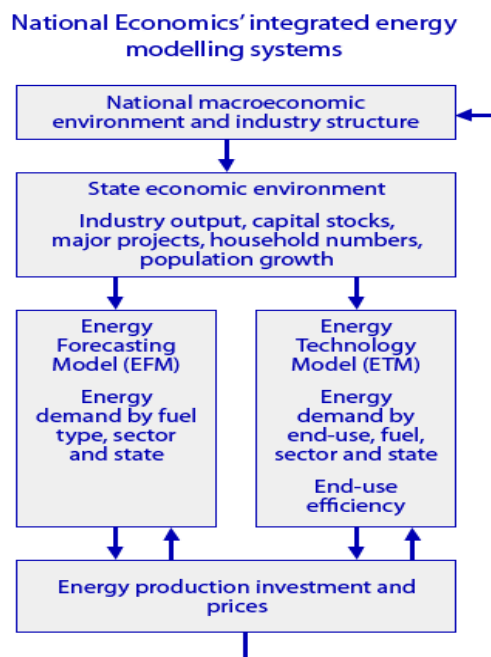 National Economics' integrated energy
modelling systems
National macroeconomic
environment and industry structure
State economic environment
Industry output, capital stocks,
major projects, household numbers,
population growth
Energy
Forecasting
Model (EFM)
Energy
demand by fuel
type, sector
and state
Energy
Technology
Model (ETM)
Energy
demand by
end-use, fuel,
sector and state
End-use
efficiency
Energy production investment and
prices